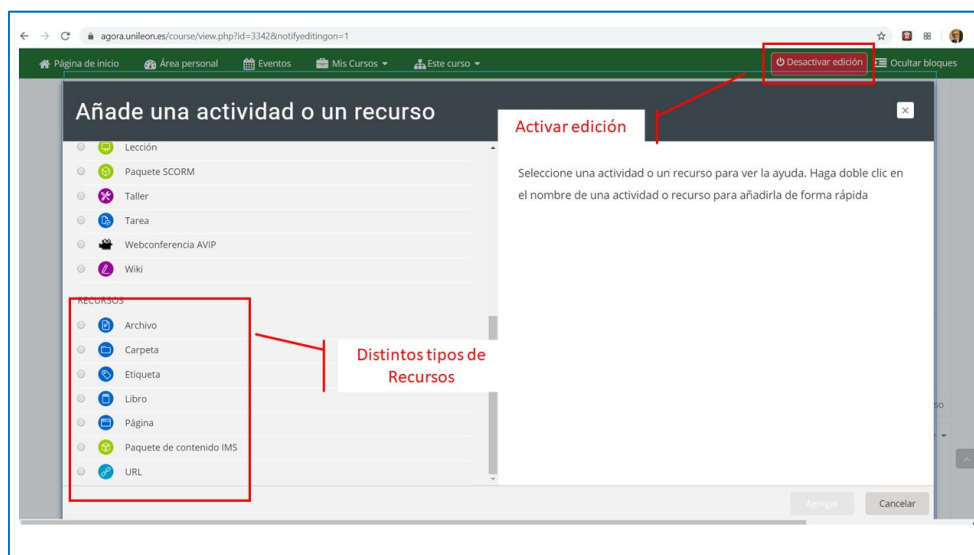 agora.unileon.es/course/view.php?id=3342&notifyeditingon=1
Página de inicio Área personal Eventos Mis Cursos Este curso Desactivar edición Ocultar bloques
Añade una actividad o un recurso
Activar edición
Lección
Paquete SCORM
Taller
Tarea
Webconferencia AVIP
Wiki
RECURSOS
Archivo
Carpeta
Etiqueta
Libro
Página
Paquete de contenido IMS
URL
Distintos tipos de
Recursos
Seleccione una actividad o un recurso para ver la ayuda. Haga doble clic en
el nombre de una actividad o recurso para añadirla de forma rápida
so
Agregar Cancelar